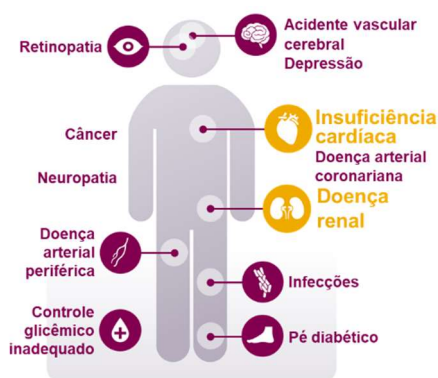 Retinopatia
Acidente vascular
cerebral
Depressão
Câncer
Insuficiência
cardíaca
Doença arterial
coronariana
Neuropatia
Doença
renal
Doença
arterial
periférica
Infecções
Controle
glicêmico
inadequado
Pé diabético